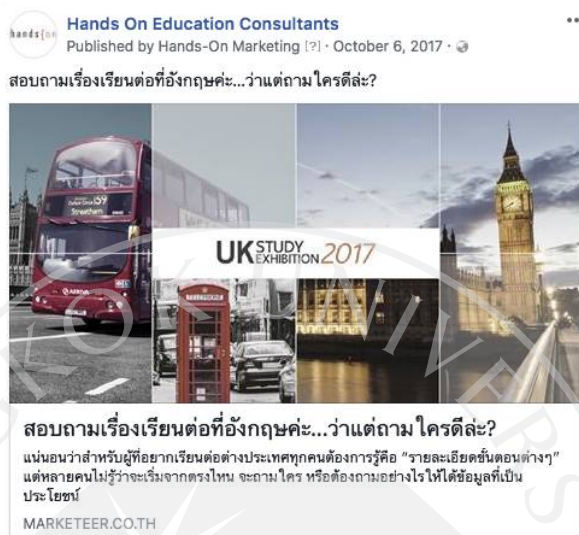 hands[on
Hands On Education Consultants
Published by Hands-On Marketing [?] · October 6, 2017 ·
สอบถามเรื่องเรียนต่อที่อังกฤษค่ะ...ว่าแต่ถามใครดีล่ะ?
159
Streatham
ARRIVA
TELEPHONE
UK STUDY EXHIBITION 2017
สอบถามเรื่องเรียนต่อที่อังกฤษค่ะ...ว่าแต่ถามใครดีล่ะ?
แน่นอนว่าสำหรับผู้ที่อยากเรียนต่อต่างประเทศทุกคนต้องการรู้คือ “รายละเอียดขั้นตอนต่างๆ”
แต่หลายคนไม่รู้ว่าจะเริ่มจากตรงไหน จะถามใคร หรือต้องถามอย่างไรให้ได้ข้อมูลที่เป็น
ประโยชน์
MARKETEER.CO.TH